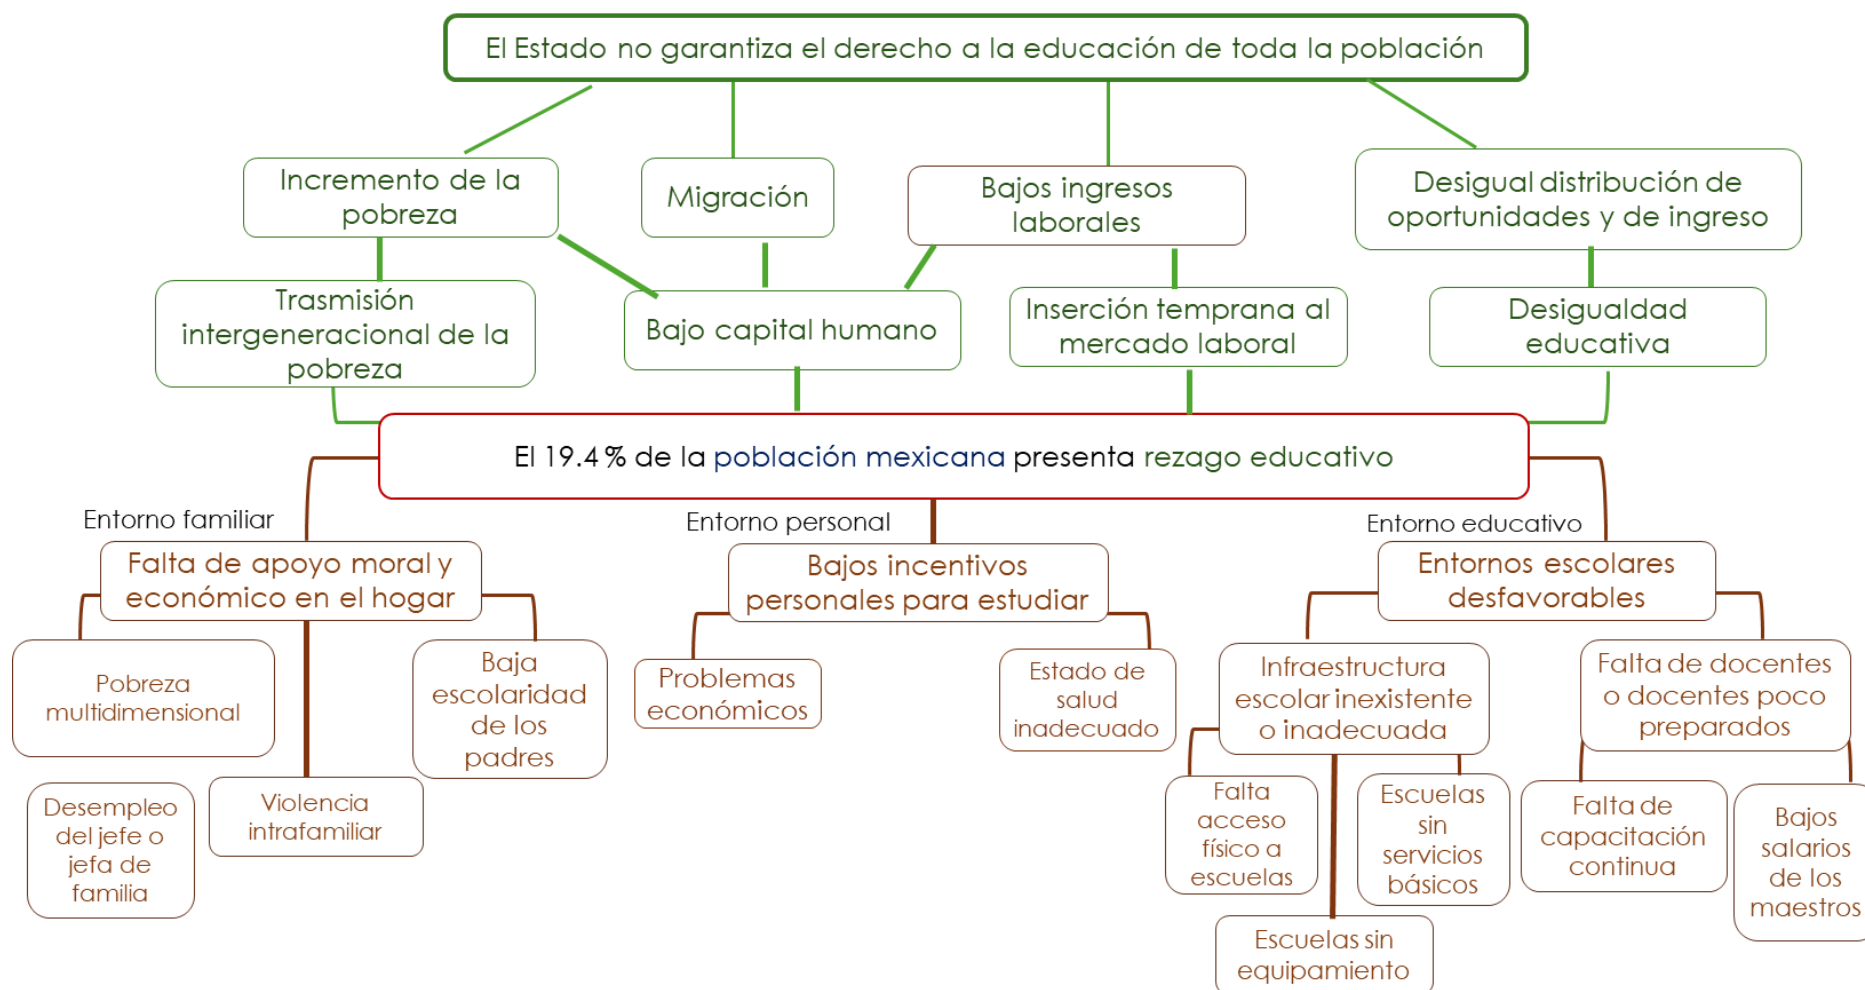 El Estado no garantiza el derecho a la educación de toda la población
Incremento de la
pobreza
Migración
Bajos ingresos
laborales
Desigual distribución de
oportunidades y de ingreso
Trasmisión
intergeneracional de la
pobreza
Bajo capital humano
Inserción temprana al
mercado laboral
Desigualdad
educativa
El 19.4% de la población mexicana presenta rezago educativo
Entorno familiar
Entorno personal
Entorno educativo
Falta de apoyo moral y
económico en el hogar
Bajos incentivos
personales para estudiar
Entornos escolares
desfavorables
Pobreza
multidimensional
Baja
escolaridad
de los
padres
Problemas
económicos
Estado de
salud
inadecuado
Infraestructura
escolar inexistente
o inadecuada
Falta de docentes
o docentes poco
preparados
Desempleo
del jefe o
jefa de
familia
Violencia
intrafamiliar
Falta
acceso
físico a
escuelas
Escuelas
sin
servicios
básicos
Falta de
capacitación
continua
Bajos
salarios
de los
maestros
Escuelas sin
equipamiento